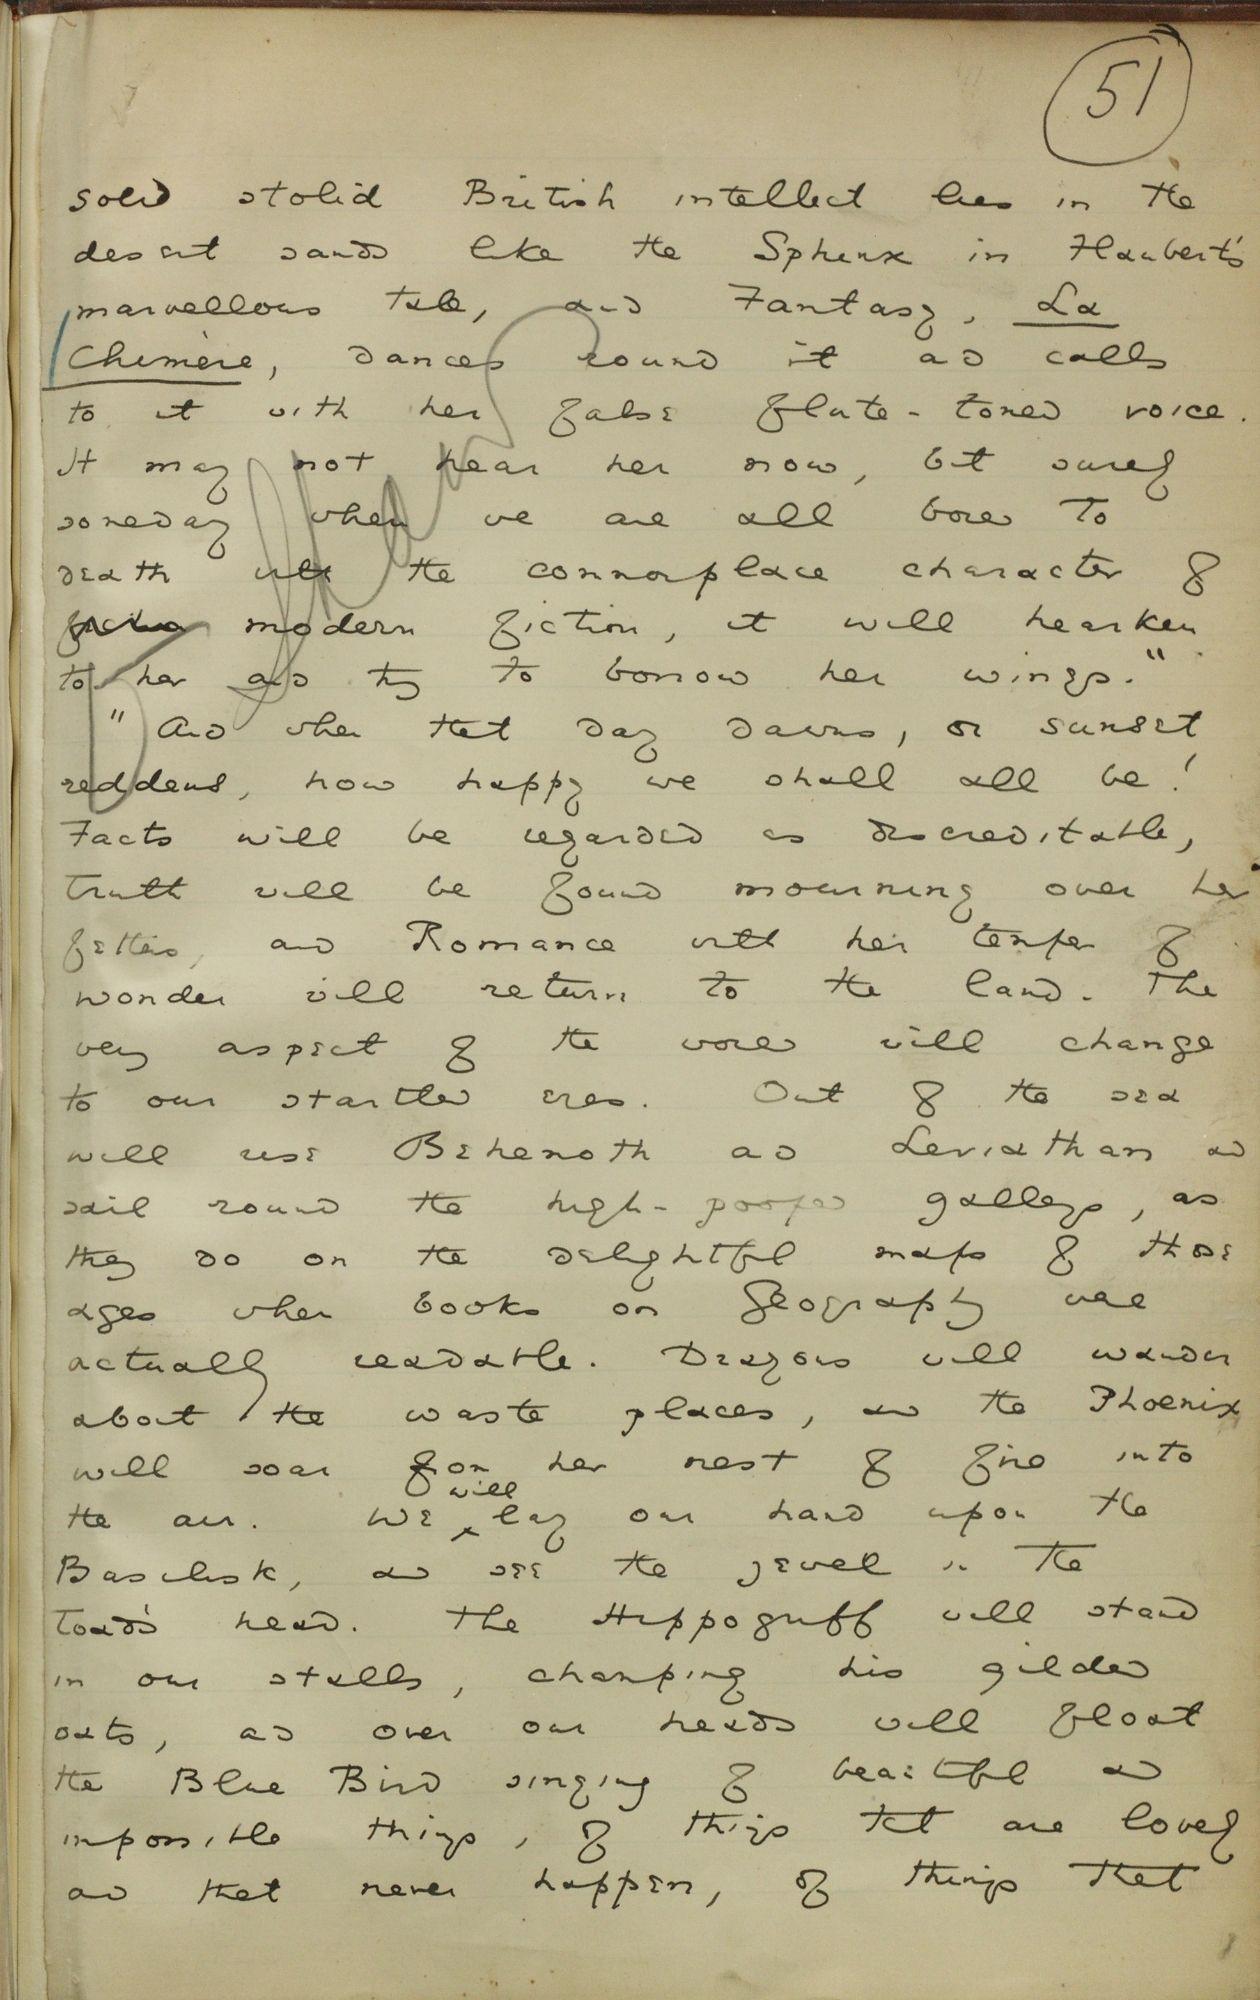 51
solid stolid British intellect lies in the
desert sands like the Sphinx in Flaubert's
marvellous tale, and Fantasy, La
Chimère, dances round it and calls
to it with her false flute-toned voice.
It may not hear her now, but surely
someday when we are all bored to
death with the commonplace character of
fiction modern fiction, it will hearken
to her and try to borrow her wings."
"And when that day dawns, or sunset
reddens, how happy we shall all be!
Facts will be regarded as discreditable,
Truth will be found mourning over her
fetters, and Romance with her temper of
wonder will return to the land. The
very aspect of the world will change
to our startled eyes. Out of the sea
will rise Behemoth and Leviathan and
sail round the high-pooped galleys, as
they do on the delightful maps of those
ages when books on geography were
actually readable. Dragons will wander
about the waste places, and the Phoenix
will soar from her nest of fire into
the air. We will lay our hand upon the
Basilisk, and see the jewel in the
toad's head. The Hippogriff will stand
in our stalls, champing his gilded
oats, and over our heads will float
the Blue Bird singing of beautiful and
impossible things, of things that are lovely
and that never happen, of things that